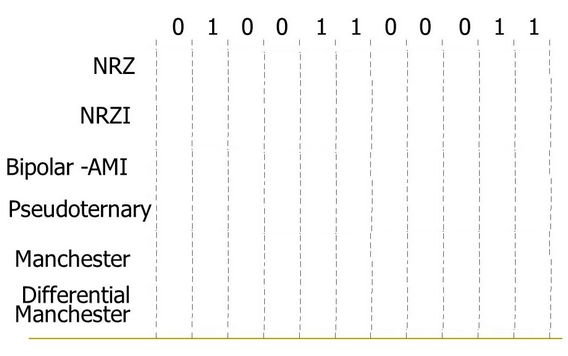 0 1 0 0 1 1 0 0 0 1 1
NRZ
NRZI
Bipolar -AMI
Pseudoternary
Manchester
Differential
Manchester